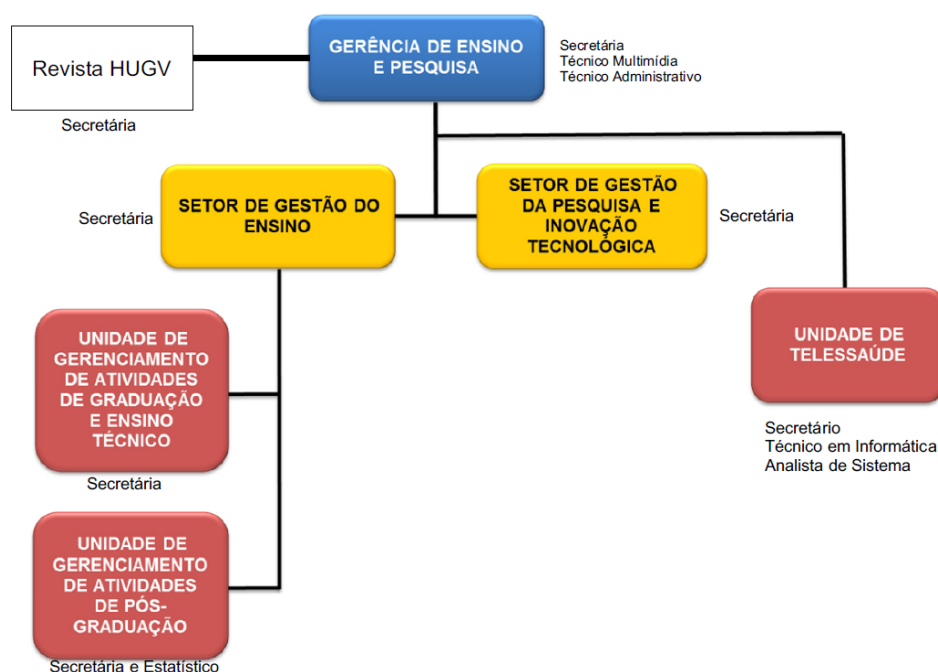 GERÊNCIA DE ENSINO
E PESQUISA
Secretária
Técnico Multimídia
Técnico Administrativo
Revista HUGV
Secretária
SETOR DE GESTÃO DO
ENSINO
Secretária
SETOR DE GESTÃO
DA PESQUISA E
INOVAÇÃO
TECNOLÓGICA
Secretária
UNIDADE DE
GERENCIAMENTO
DE ATIVIDADES
DE GRADUAÇÃO
E ENSINO
TÉCNICO
Secretária
UNIDADE DE
TELESSAÚDE
Secretário
Técnico em Informática
Analista de Sistema
UNIDADE DE
GERENCIAMENTO
DE ATIVIDADES
DE PÓS-
GRADUAÇÃO
Secretária e Estatístico